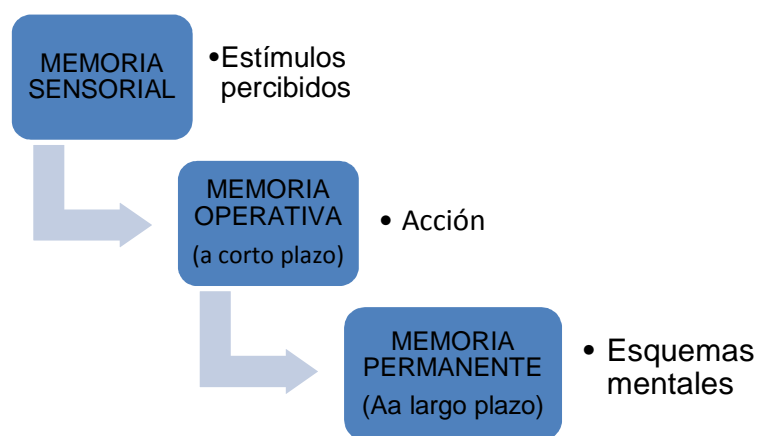 MEMORIA
SENSORIAL
•Estímulos
percibidos
MEMORIA
OPERATIVA
(a corto plazo)
• Acción
MEMORIA
PERMANENTE
(Aa largo plazo)
• Esquemas
mentales